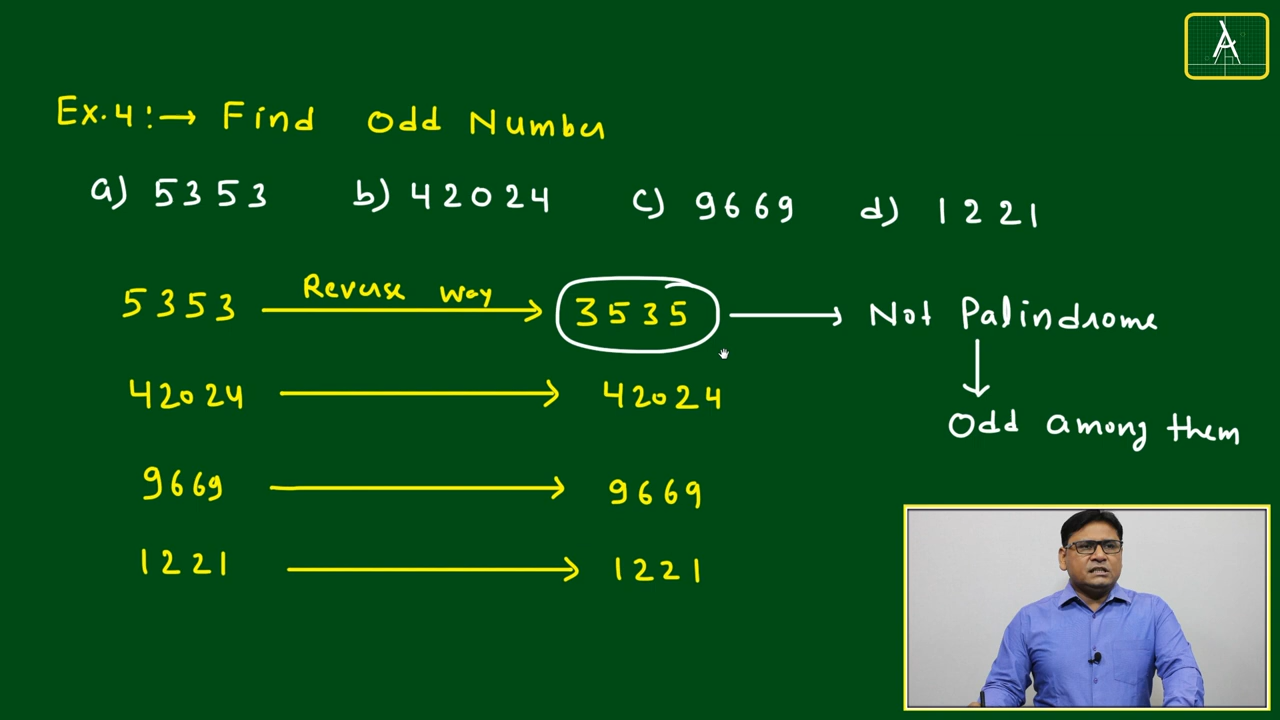 Ex.4:→ Find Odd Number
a) 5353 b) 42024 c) 9669 d) 1221
5353 Reverse way → 3535 → Not Palindrome
↓
42024 → 42024
Odd among them
9669 → 9669
1221 → 1221